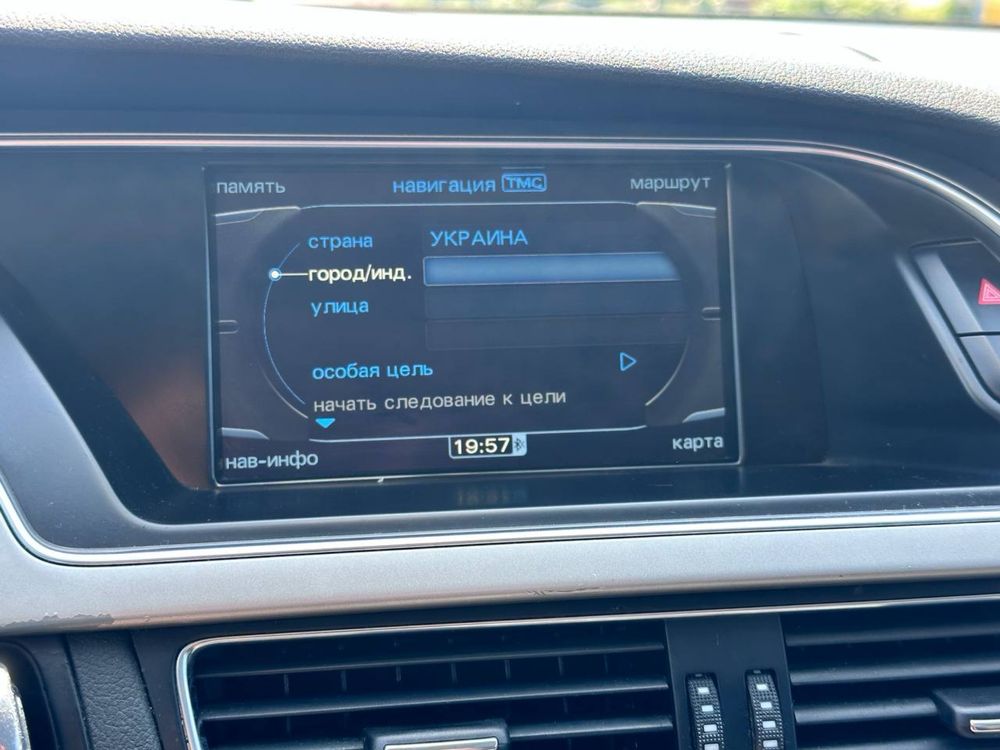 память навигация TMC маршрут
страна УКРАИНА
город/инд.
улица
особая цель
начать следование к цели
нав-инфо 19:57 карта